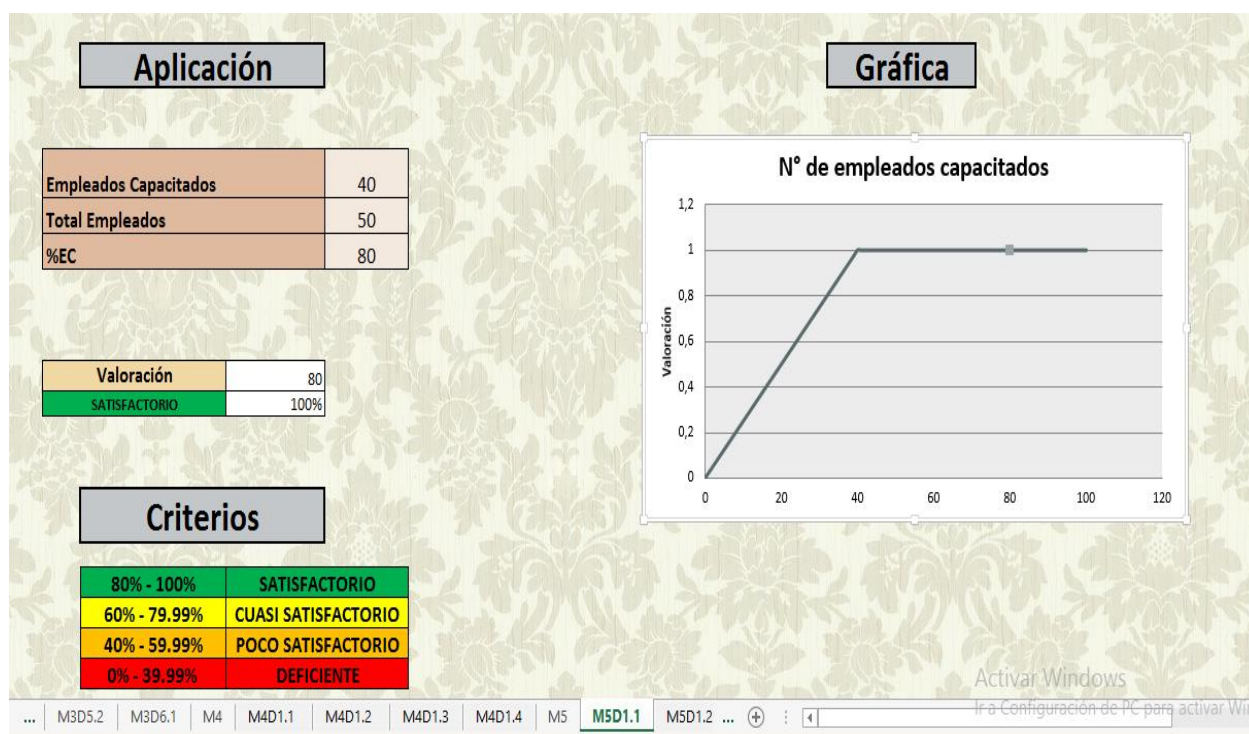 Aplicación
Gráfica
Empleados Capacitados 40
Total Empleados 50
%EC 80
Valoración 80
SATISFACTORIO 100%
Criterios
80% - 100% SATISFACTORIO
60% - 79.99% CUASI SATISFACTORIO
40% - 59.99% POCO SATISFACTORIO
0% - 39.99% DEFICIENTE
N° de empleados capacitados
Valoración
1,2
1
0,8
0,6
0,4
0,2
0
0 20 40 60 80 100 120
Activar Windows
Ir a Configuración de PC para activar Win
... M3D5.2 M3D6.1 M4 M4D1.1 M4D1.2 M4D1.3 M4D1.4 M5 M5D1.1 M5D1.2 ...